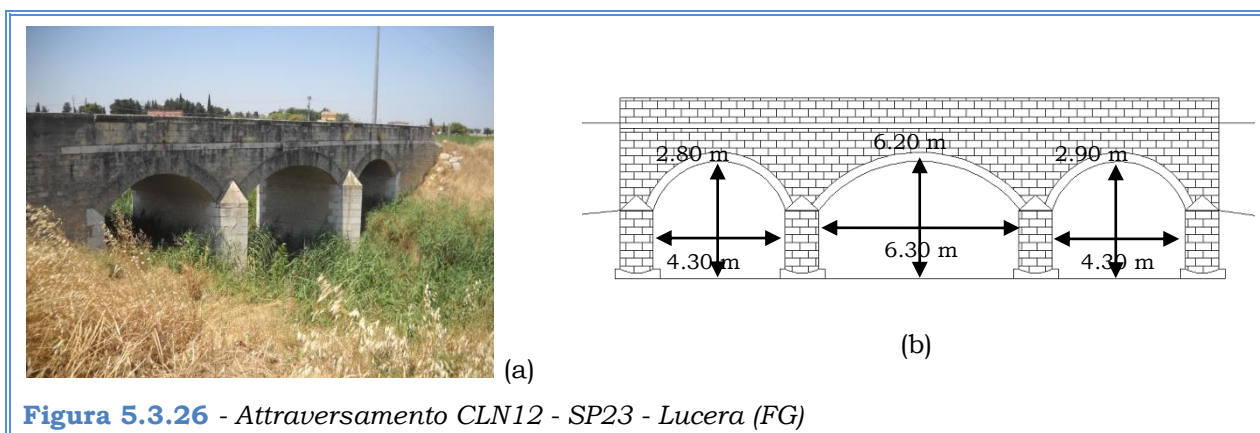 6.20 m
2.80 m
2.90 m
6.30 m
4.30 m
4.30 m
(b)
(a)
Figura 5.3.26 - Attraversamento CLN12 - SP23 - Lucera (FG)